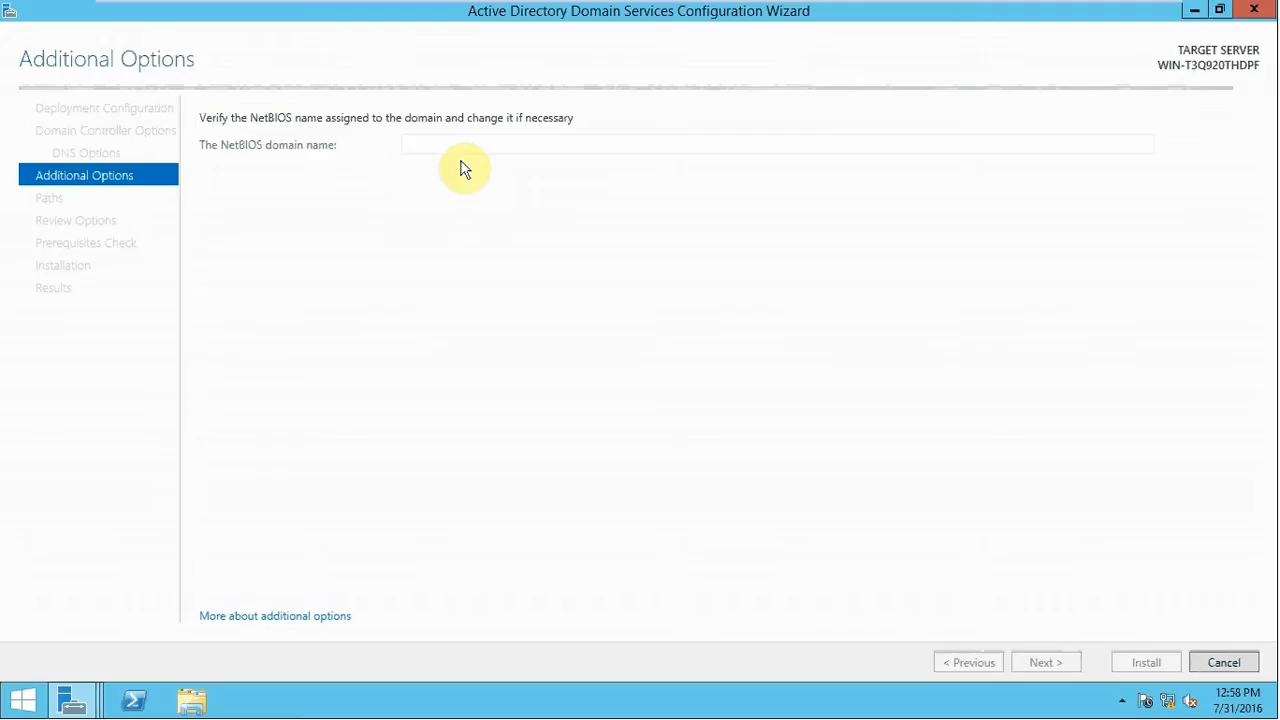 Active Directory Domain Services Configuration Wizard
Additional Options
TARGET SERVER
WIN-T3Q920THDPF
Deployment Configuration
Domain Controller Options
DNS Options
Additional Options
Paths
Review Options
Prerequisites Check
Installation
Results
Verify the NetBIOS name assigned to the domain and change it if necessary
The NetBIOS domain name:
More about additional options
< Previous
Next >
Install
Cancel
12:58 PM
7/31/2016